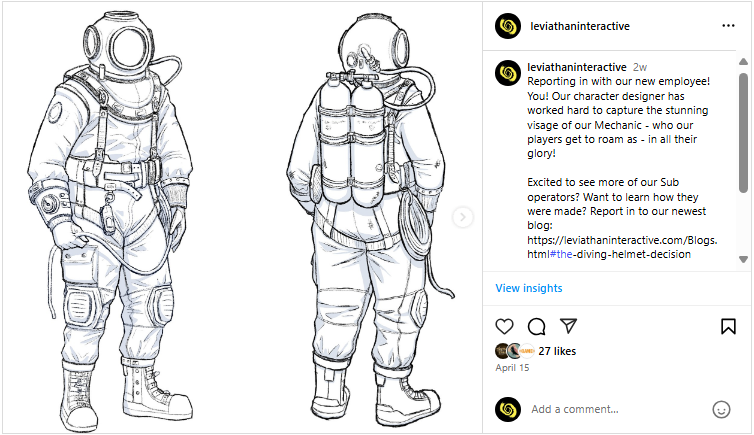 leviathaninteractive
leviathaninteractive 2w
Reporting in with our new employee!
You! Our character designer has
worked hard to capture the stunning
visage of our Mechanic - who our
players get to roam as - in all their
glory!
Excited to see more of our Sub
operators? Want to learn how they
were made? Report in to our newest
blog:
https://leviathaninteractive.com/Blogs.
html#the-diving-helmet-decision
View insights
27 likes
April 15
Add a comment...